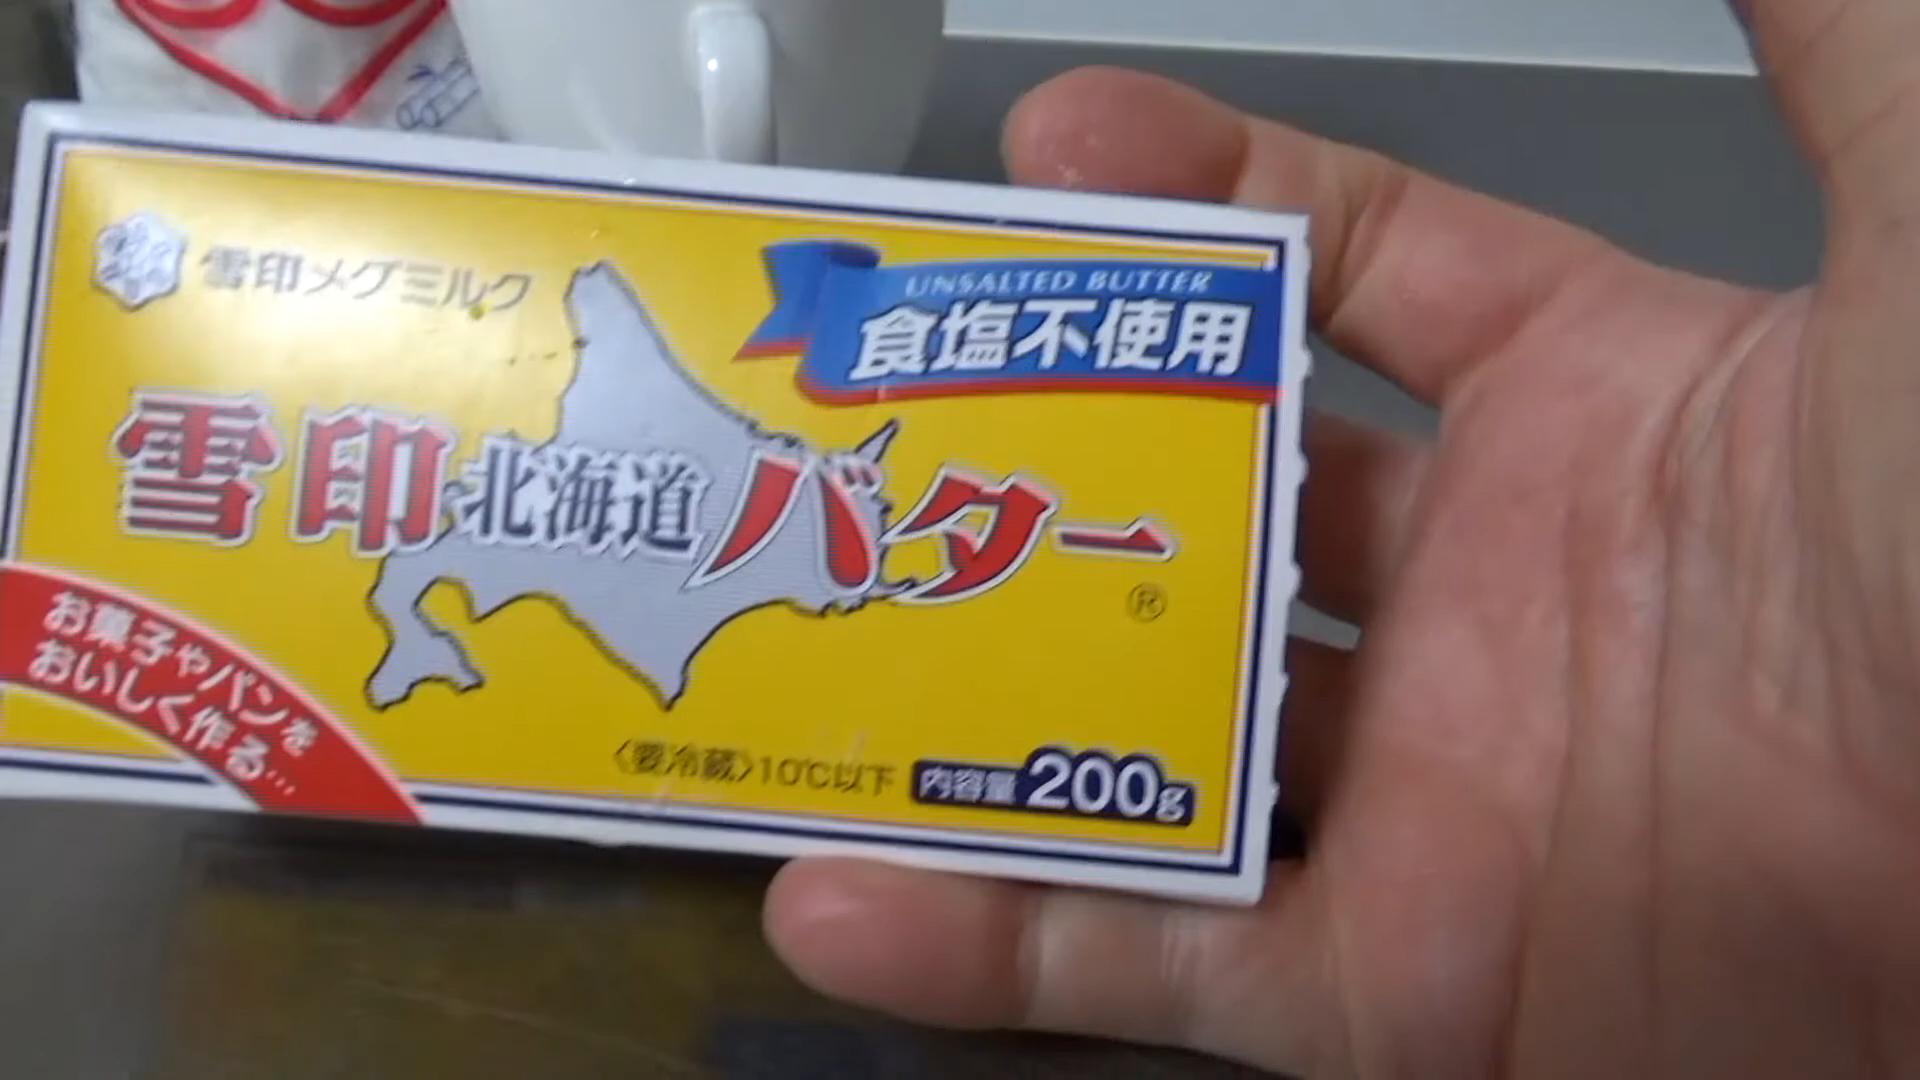 雪印メグミルク
UNSALTED BUTTER
食塩不使用
雪印北海道バター
®
お菓子やパンを
おいしく作る…
〈要冷蔵〉10℃以下
内容量 200g